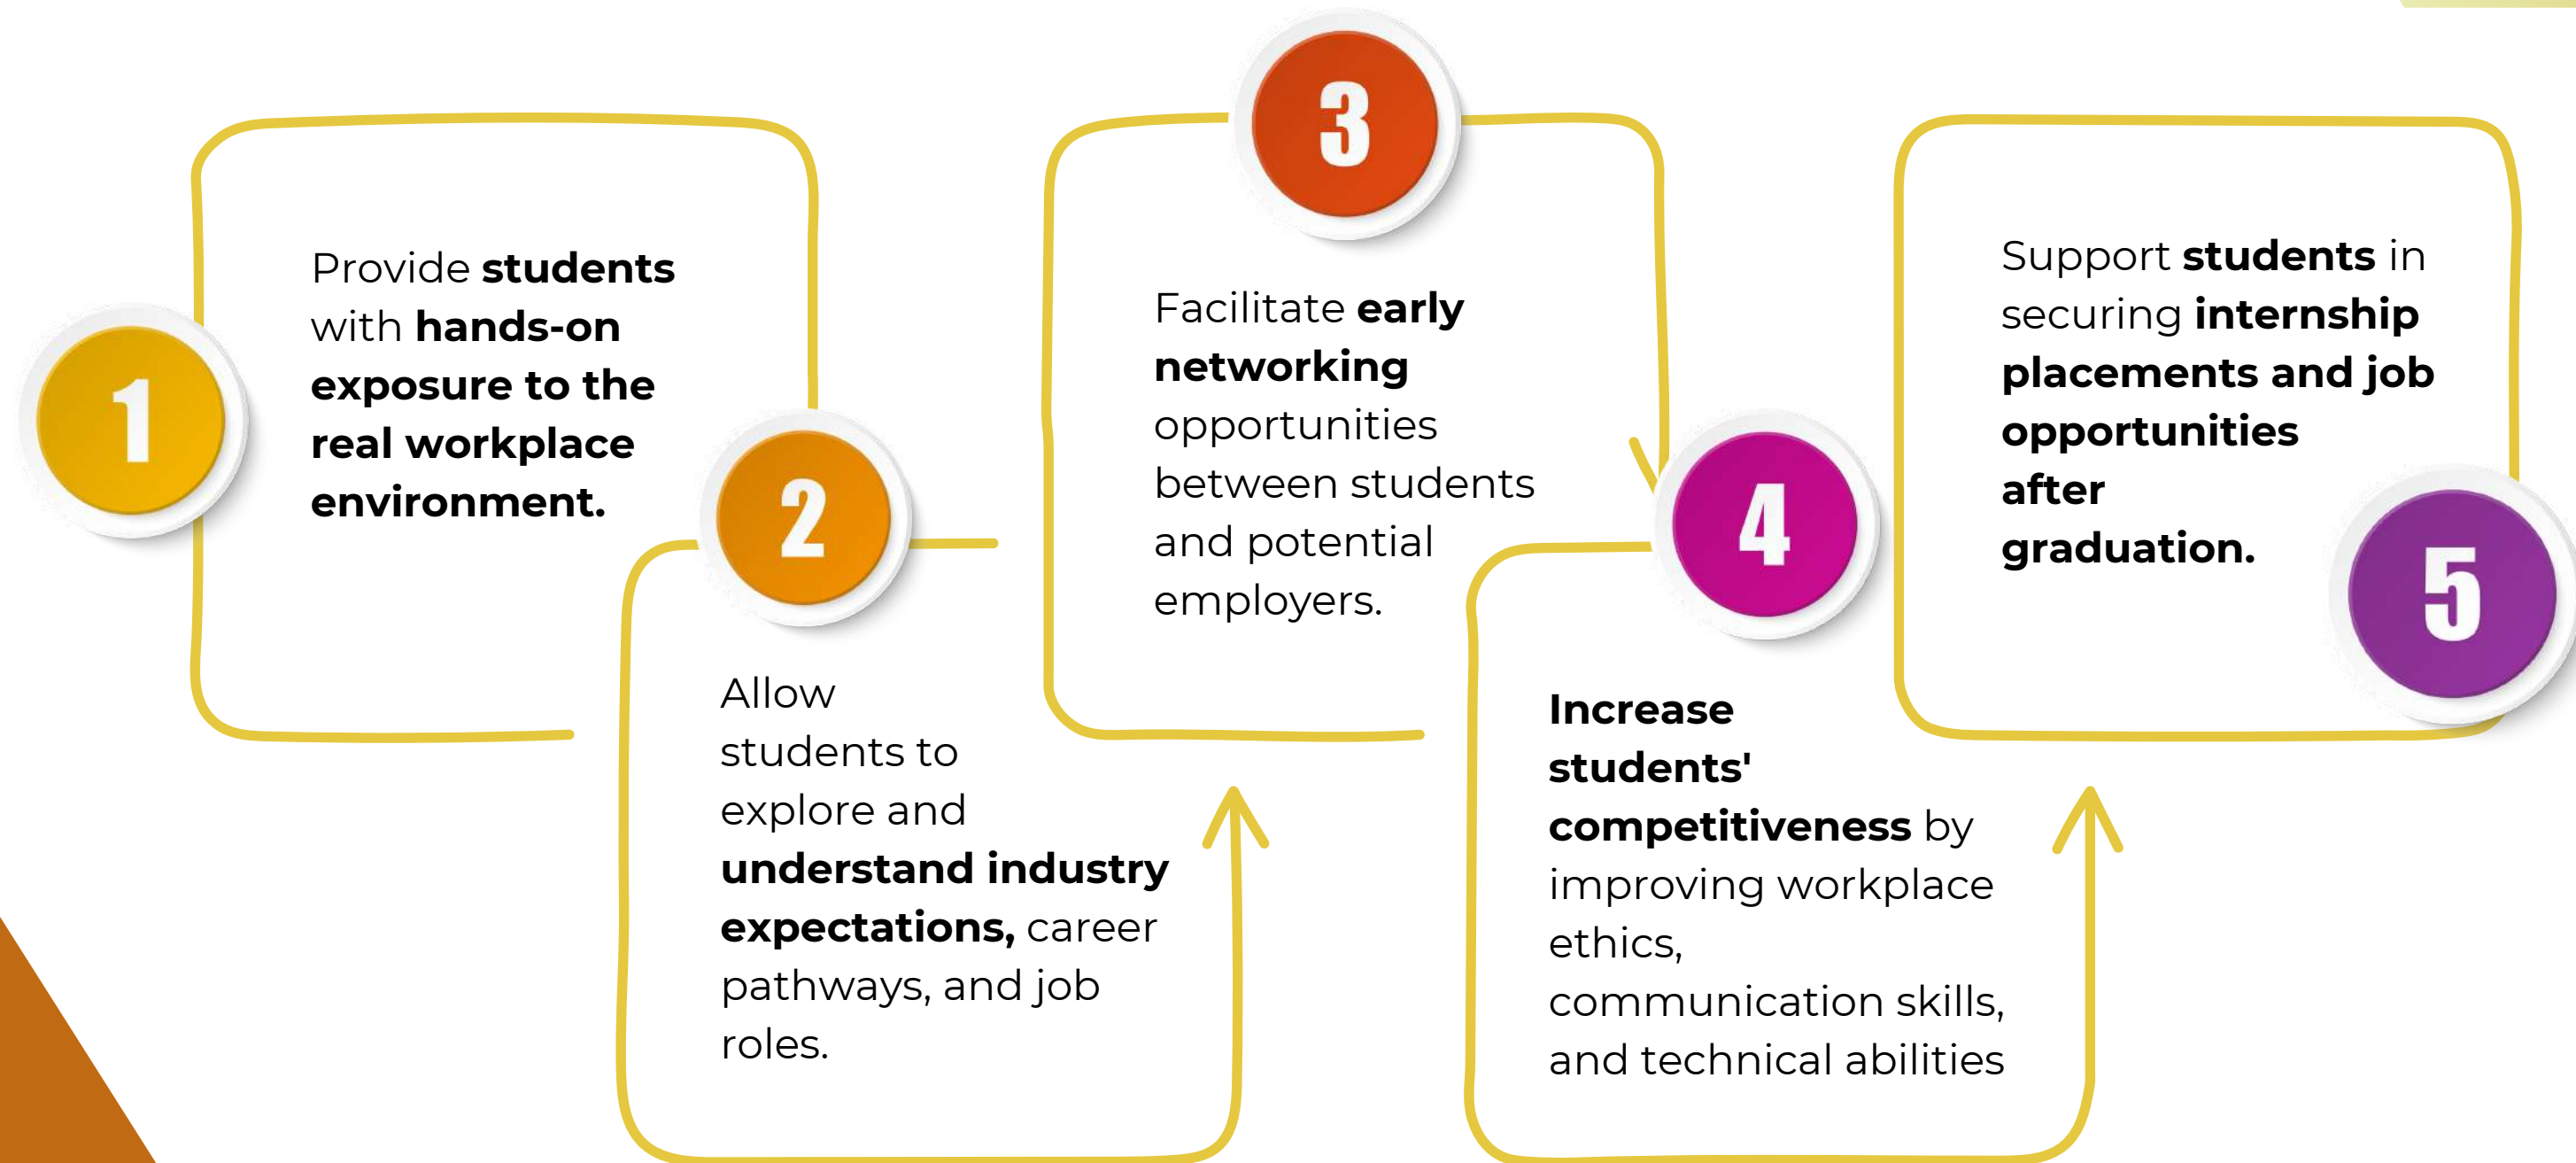 1
Provide students
with hands-on
exposure to the
real workplace
environment.
2
Allow
students to
explore and
understand industry
expectations, career
pathways, and job
roles.
3
Facilitate early
networking
opportunities
between students
and potential
employers.
4
Increase
students'
competitiveness by
improving workplace
ethics,
communication skills,
and technical abilities
5
Support students in
securing internship
placements and job
opportunities
after
graduation.